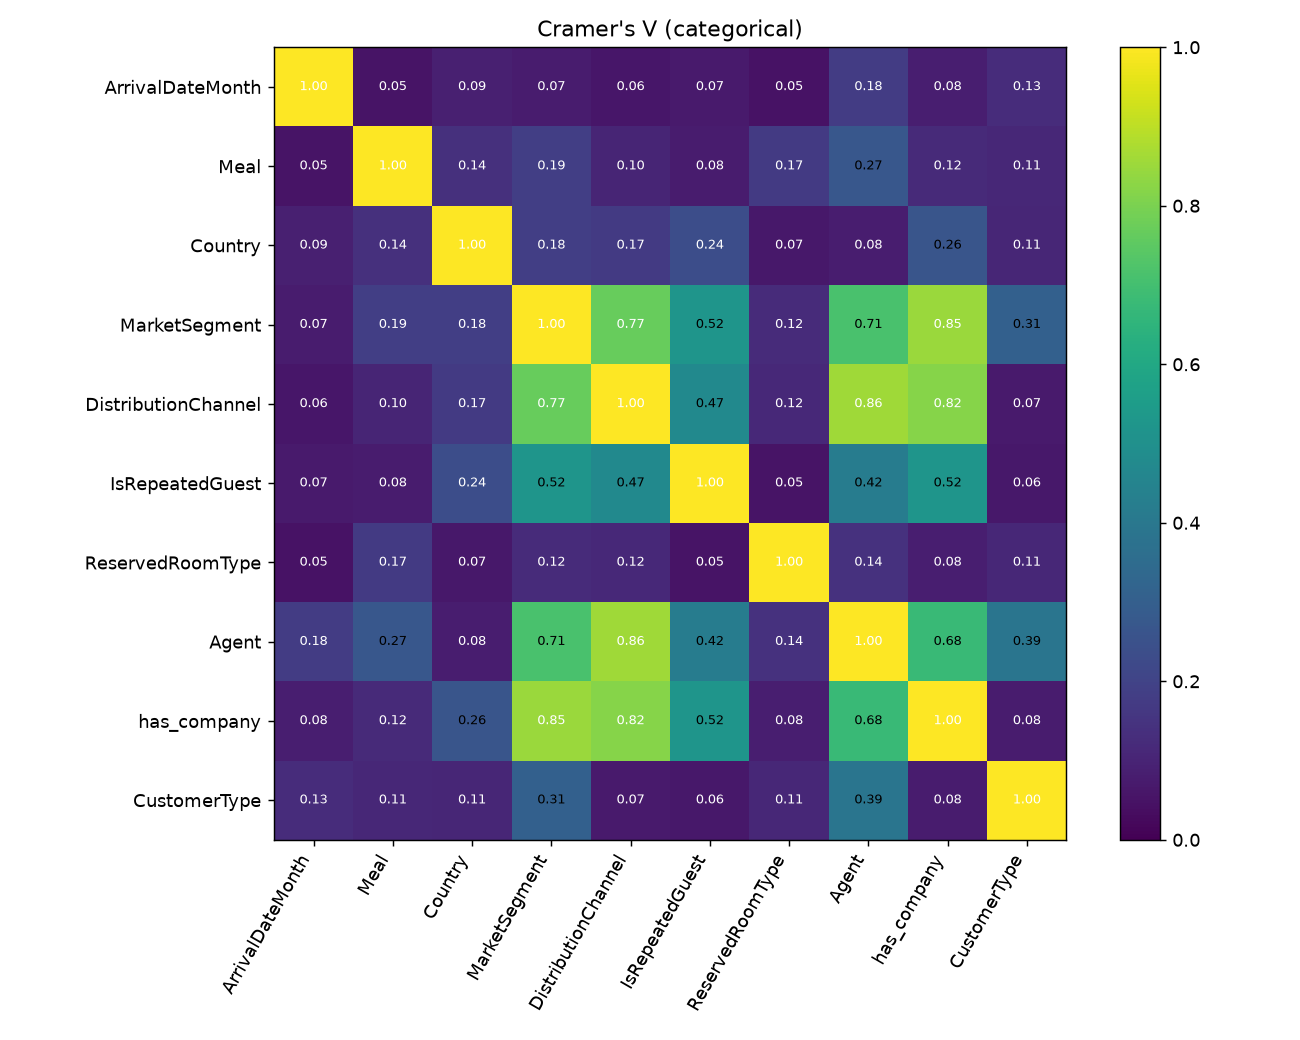 Cramer's V (categorical)
ArrivalDateMonth 1.00 0.05 0.09 0.07 0.06 0.07 0.05 0.18 0.08 0.13
Meal 0.05 1.00 0.14 0.19 0.10 0.08 0.17 0.27 0.12 0.11
Country 0.09 0.14 1.00 0.18 0.17 0.24 0.07 0.08 0.26 0.11
MarketSegment 0.07 0.19 0.18 1.00 0.77 0.52 0.12 0.71 0.85 0.31
DistributionChannel 0.06 0.10 0.17 0.77 1.00 0.47 0.12 0.86 0.82 0.07
IsRepeatedGuest 0.07 0.08 0.24 0.52 0.47 1.00 0.05 0.42 0.52 0.06
ReservedRoomType 0.05 0.17 0.07 0.12 0.12 0.05 1.00 0.14 0.08 0.11
Agent 0.18 0.27 0.08 0.71 0.86 0.42 0.14 1.00 0.68 0.39
has_company 0.08 0.12 0.26 0.85 0.82 0.52 0.08 0.68 1.00 0.08
CustomerType 0.13 0.11 0.11 0.31 0.07 0.06 0.11 0.39 0.08 1.00
ArrivalDateMonth Meal Country MarketSegment DistributionChannel IsRepeatedGuest ReservedRoomType Agent has_company CustomerType
1.0
0.8
0.6
0.4
0.2
0.0